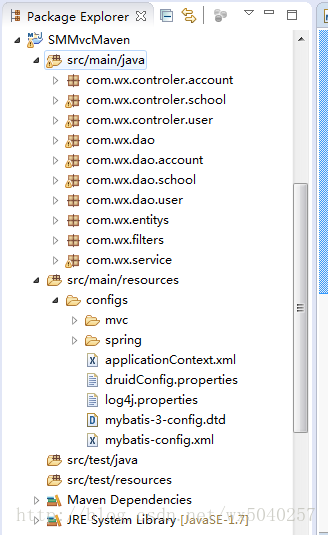 Package Explorer
SMMvcMaven
src/main/java
com.wx.controler.account
com.wx.controler.school
com.wx.controler.user
com.wx.dao
com.wx.dao.account
com.wx.dao.school
com.wx.dao.user
com.wx.entitys
com.wx.filters
com.wx.service
src/main/resources
configs
mvc
spring
applicationContext.xml
druidConfig.properties
log4j.properties
mybatis-3-config.dtd
mybatis-config.xml
src/test/java
src/test/resources
Maven Dependencies
http://blog.csdn.net/wx5040257
JRE System Library [JavaSE-1.7]